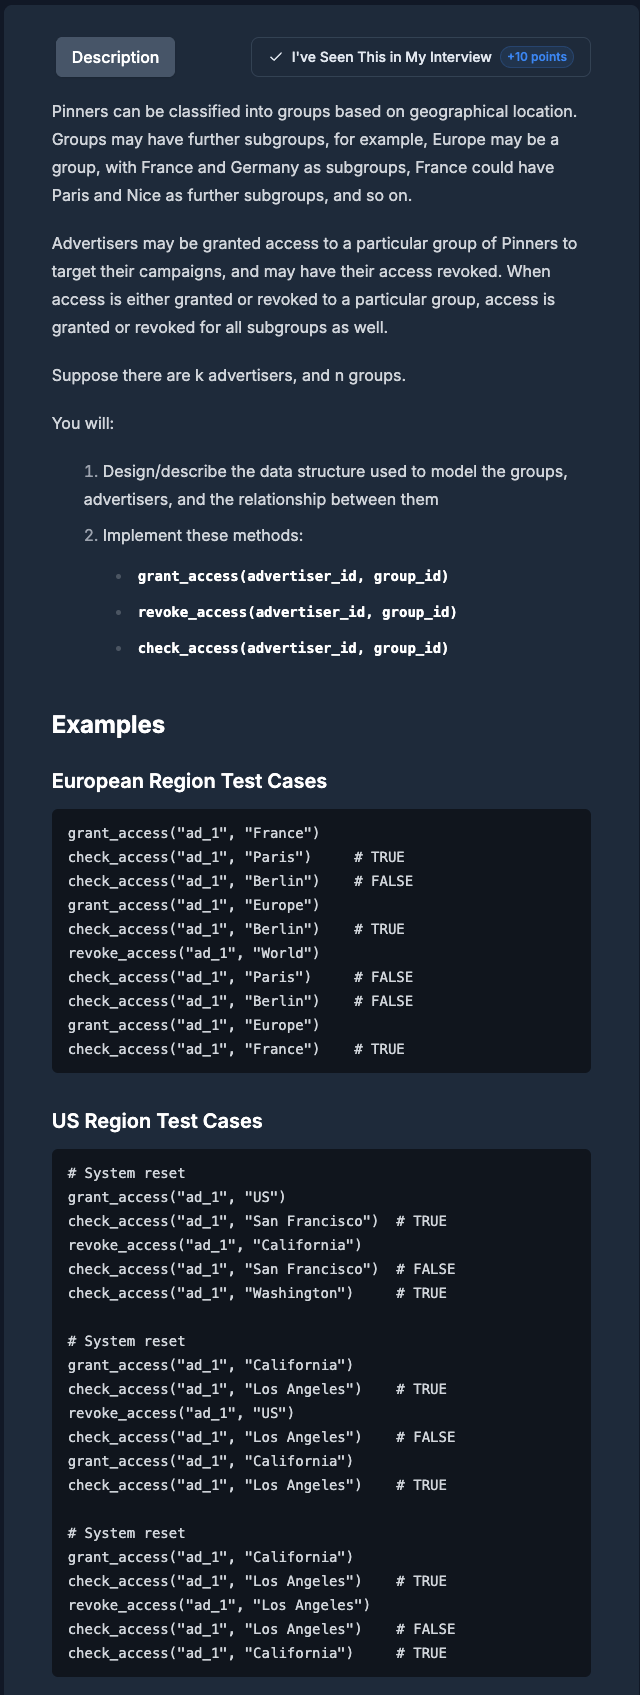 Description
✓ I've Seen This in My Interview +10 points
Pinners can be classified into groups based on geographical location.
Groups may have further subgroups, for example, Europe may be a
group, with France and Germany as subgroups, France could have
Paris and Nice as further subgroups, and so on.
Advertisers may be granted access to a particular group of Pinners to
target their campaigns, and may have their access revoked. When
access is either granted or revoked to a particular group, access is
granted or revoked for all subgroups as well.
Suppose there are k advertisers, and n groups.
You will:
1. Design/describe the data structure used to model the groups,
advertisers, and the relationship between them
2. Implement these methods:
• grant_access(advertiser_id, group_id)
• revoke_access(advertiser_id, group_id)
• check_access(advertiser_id, group_id)
Examples
European Region Test Cases
grant_access("ad_1", "France")
check_access("ad_1", "Paris")     # TRUE
check_access("ad_1", "Berlin")    # FALSE
grant_access("ad_1", "Europe")
check_access("ad_1", "Berlin")    # TRUE
revoke_access("ad_1", "World")
check_access("ad_1", "Paris")     # FALSE
check_access("ad_1", "Berlin")    # FALSE
grant_access("ad_1", "Europe")
check_access("ad_1", "France")    # TRUE
US Region Test Cases
# System reset
grant_access("ad_1", "US")
check_access("ad_1", "San Francisco")  # TRUE
revoke_access("ad_1", "California")
check_access("ad_1", "San Francisco")  # FALSE
check_access("ad_1", "Washington")     # TRUE
# System reset
grant_access("ad_1", "California")
check_access("ad_1", "Los Angeles")    # TRUE
revoke_access("ad_1", "US")
check_access("ad_1", "Los Angeles")    # FALSE
grant_access("ad_1", "California")
check_access("ad_1", "Los Angeles")    # TRUE
# System reset
grant_access("ad_1", "California")
check_access("ad_1", "Los Angeles")    # TRUE
revoke_access("ad_1", "Los Angeles")
check_access("ad_1", "Los Angeles")    # FALSE
check_access("ad_1", "California")     # TRUE